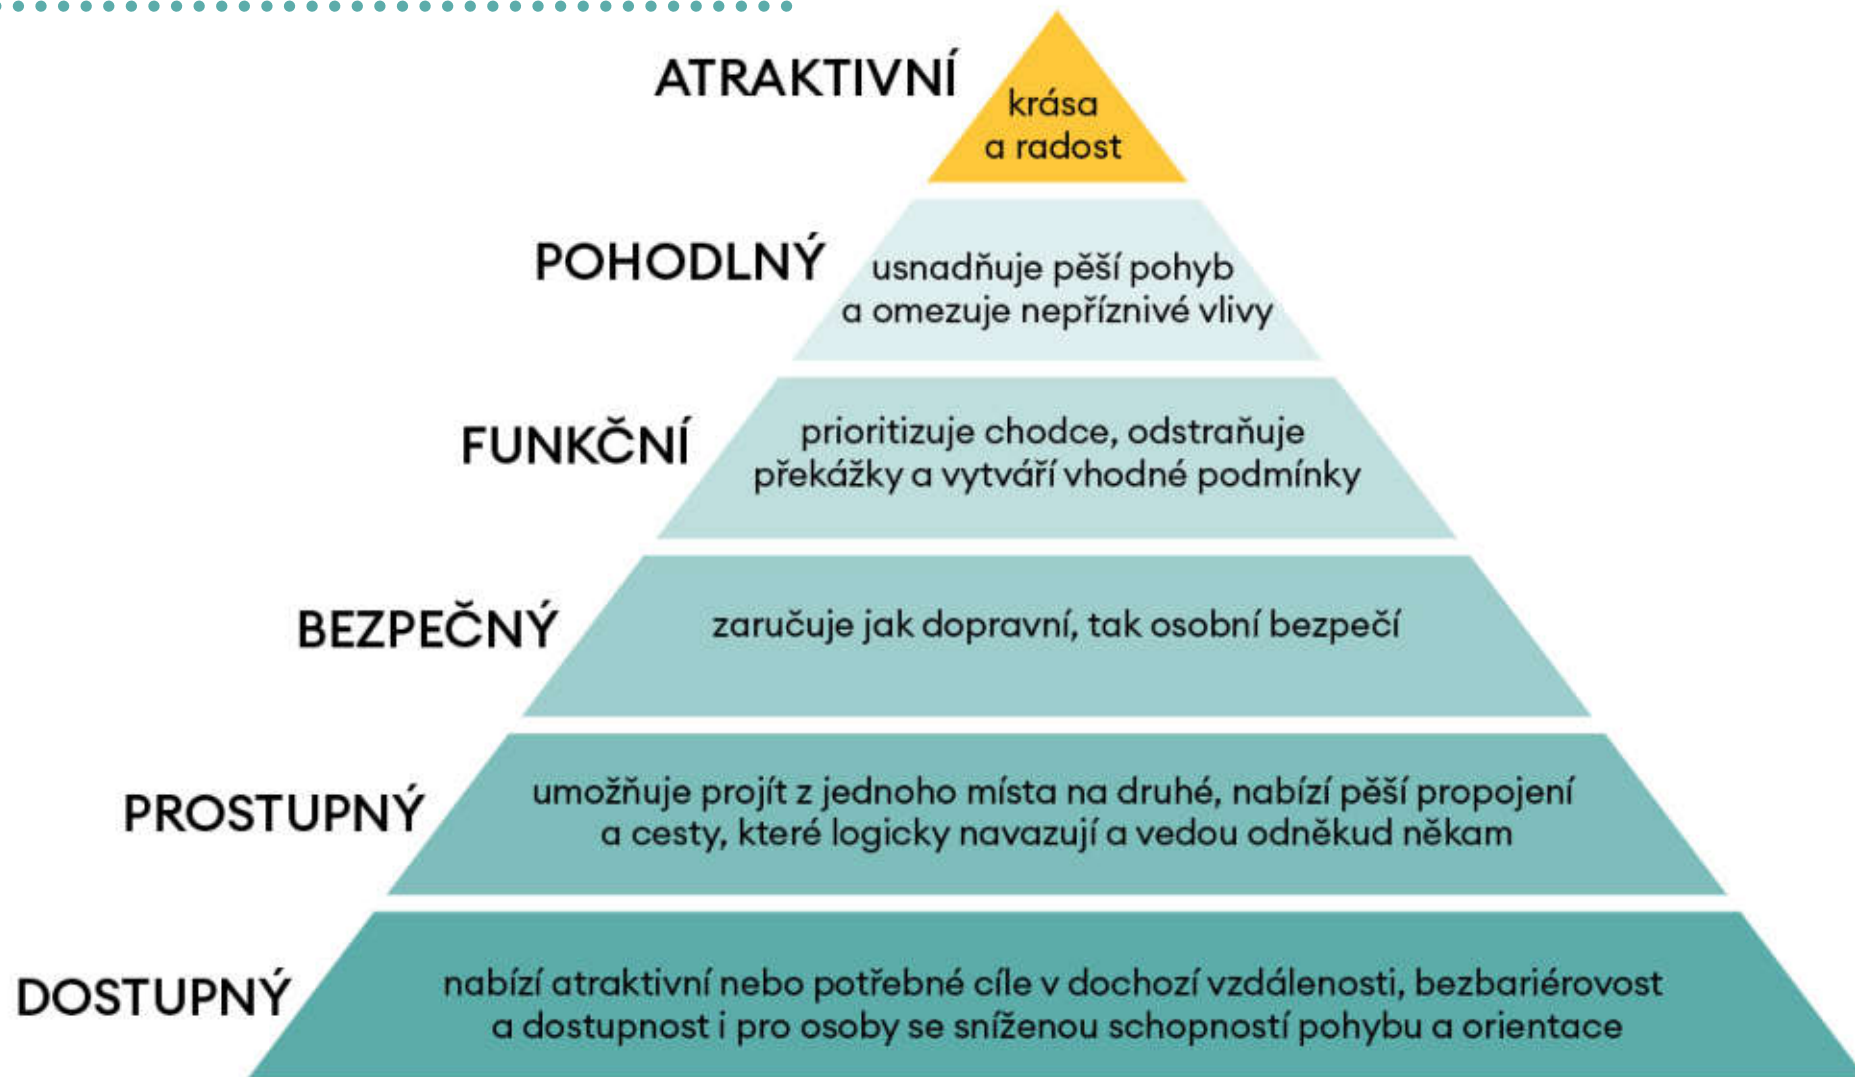 ATRAKTIVNÍ
krása
a radost
POHODLNÝ
usnadňuje pěší pohyb
a omezuje nepříznivé vlivy
FUNKČNÍ
prioritizuje chodce, odstraňuje
překážky a vytváří vhodné podmínky
BEZPEČNÝ
zaručuje jak dopravní, tak osobní bezpečí
PROSTUPNÝ
umožňuje projít z jednoho místa na druhé, nabízí pěší propojení
a cesty, které logicky navazují a vedou odněkud někam
DOSTUPNÝ
nabízí atraktivní nebo potřebné cíle v dochozí vzdálenosti, bezbariérovost
a dostupnost i pro osoby se sníženou schopností pohybu a orientace